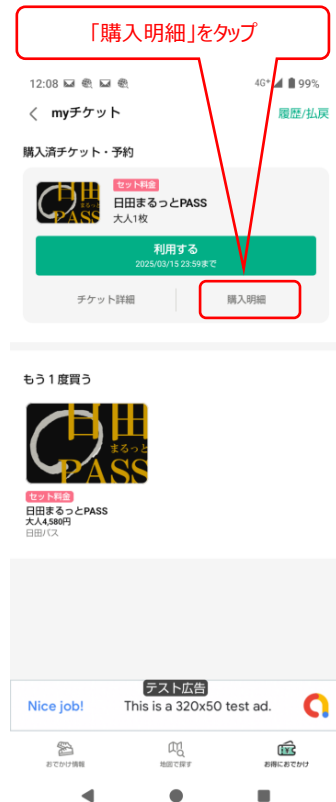 「購入明細」をタップ
12:08
4G+ 99%
myチケット
履歴/払戻
購入済チケット・予約
日田
まるっと
PASS
セット料金
日田まるっとPASS
大人1枚
利用する
2025/03/15 23:59まで
チケット詳細
購入明細
もう1度買う
日田
まるっと
PASS
セット料金
日田まるっとPASS
大人4,580円
日田バス
テスト広告
Nice job!
This is a 320x50 test ad.
おでかけ情報
地図で探す
お得におでかけ